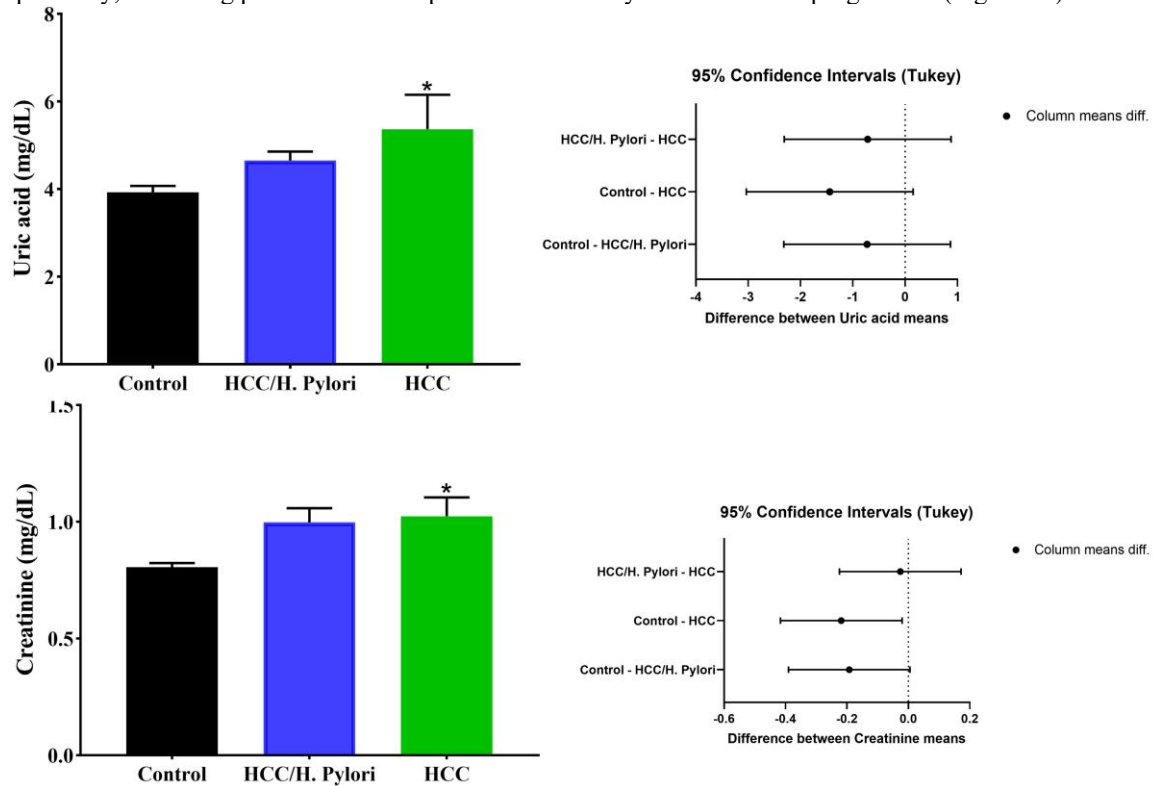 8
6
4
2
0
Uric acid (mg/dL)
*
Control
HCC/H. Pylori
HCC
95% Confidence Intervals (Tukey)
Column means diff.
HCC/H. Pylori - HCC
Control - HCC
Control - HCC/H. Pylori
-4 -3 -2 -1 0 1
Difference between Uric acid means
1.5
1.0
0.5
0.0
Creatinine (mg/dL)
*
Control
HCC/H. Pylori
HCC
95% Confidence Intervals (Tukey)
Column means diff.
HCC/H. Pylori - HCC
Control - HCC
Control - HCC/H. Pylori
-0.6 -0.4 -0.2 0.0 0.2
Difference between Creatinine means